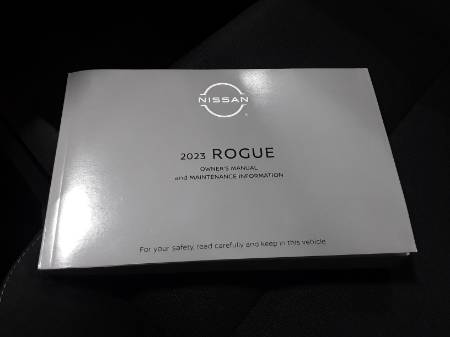 NISSAN
2023 ROGUE
OWNER'S MANUAL
and MAINTENANCE INFORMATION
For your safety, read carefully and keep in this vehicle